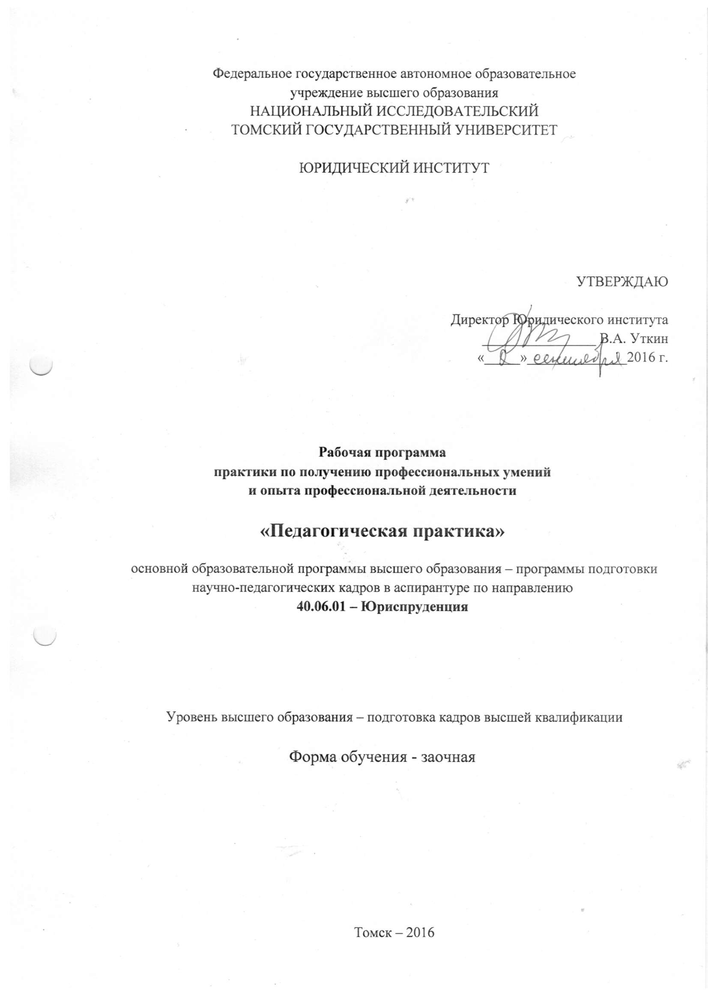 Федеральное государственное автономное образовательное
учреждение высшего образования
НАЦИОНАЛЬНЫЙ ИССЛЕДОВАТЕЛЬСКИЙ
ТОМСКИЙ ГОСУДАРСТВЕННЫЙ УНИВЕРСИТЕТ
ЮРИДИЧЕСКИЙ ИНСТИТУТ
УТВЕРЖДАЮ
Директор Юридического института
В.А. Уткин
«2» сентября 2016 г.
Рабочая программа
практики по получению профессиональных умений
и опыта профессиональной деятельности
«Педагогическая практика»
основной образовательной программы высшего образования – программы подготовки
научно-педагогических кадров в аспирантуре по направлению
40.06.01 – Юриспруденция
Уровень высшего образования – подготовка кадров высшей квалификации
Форма обучения - заочная
Томск – 2016